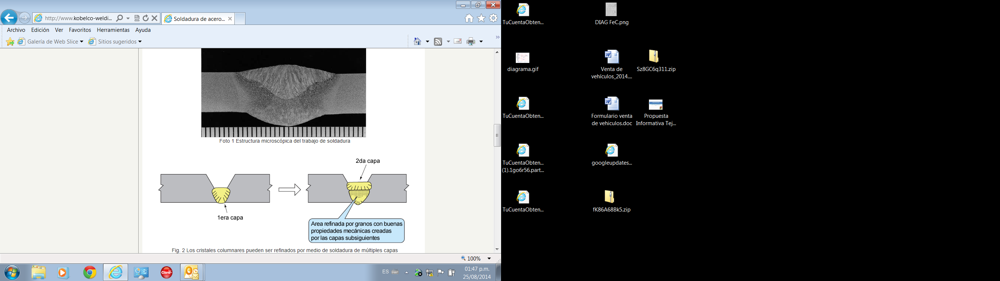 http://www.kobelco-weldi...
Soldadura de acero...
Archivo Edición Ver Favoritos Herramientas Ayuda
Galería de Web Slice
Sitios sugeridos
Foto 1 Estructura microscópica del trabajo de soldadura
2da capa
1era capa
Area refinada por granos con buenas
propiedades mecánicas creadas
por las capas subsiguientes
Fig. 2 Los cristales columnares pueden ser refinados por medio de soldadura de múltiples capas
100%
Claro
ES
01:47 p.m.
25/08/2014
TuCuentaObten...
DIAG FeC.png
diagrama.gif
Venta de
vehículos_2014....
Sz8GC6q311.zip
TuCuentaObten...
Formulario venta
de vehiculos.doc
Propuesta
Informativa Tej...
TuCuentaObten...
(1).1go6r56.part...
googleupdates...
TuCuentaObten...
fK86A68Bk5.zip